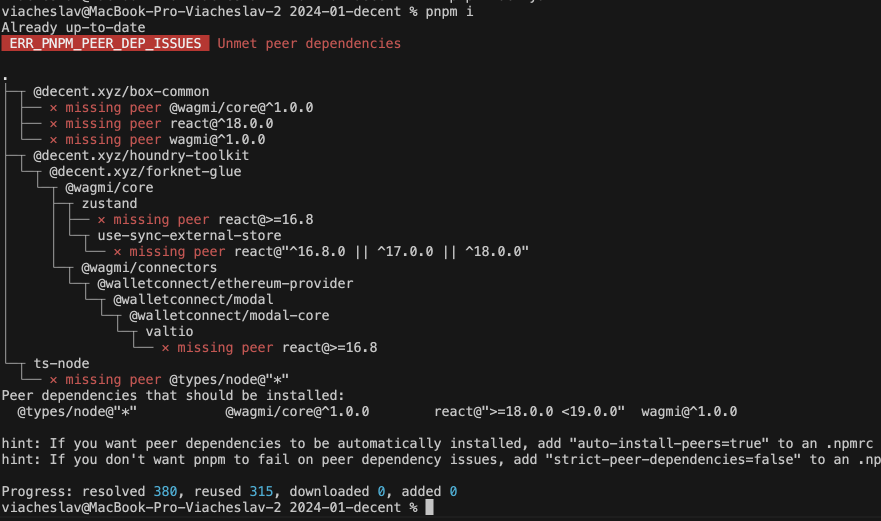 viacheslav@MacBook-Pro-Viacheslav-2 2024-01-decent % pnpm i
Already up-to-date
ERR_PNPM_PEER_DEP_ISSUES Unmet peer dependencies
.
├─┬ @decent.xyz/box-common
│ ├── ✕ missing peer @wagmi/core@^1.0.0
│ ├── ✕ missing peer react@^18.0.0
│ └── ✕ missing peer wagmi@^1.0.0
├─┬ @decent.xyz/houndry-toolkit
│ └─┬ @decent.xyz/forknet-glue
│   └─┬ @wagmi/core
│     ├─┬ zustand
│     │ ├── ✕ missing peer react@>=16.8
│     │ └─┬ use-sync-external-store
│     │   └── ✕ missing peer react@"^16.8.0 || ^17.0.0 || ^18.0.0"
│     └─┬ @wagmi/connectors
│       └─┬ @walletconnect/ethereum-provider
│         └─┬ @walletconnect/modal
│           └─┬ @walletconnect/modal-core
│             └─┬ valtio
│               └── ✕ missing peer react@>=16.8
└─┬ ts-node
  └── ✕ missing peer @types/node@"*"
Peer dependencies that should be installed:
  @types/node@"*"           @wagmi/core@^1.0.0        react@">=18.0.0 <19.0.0"  wagmi@^1.0.0
hint: If you want peer dependencies to be automatically installed, add "auto-install-peers=true" to an .npmrc
hint: If you don't want pnpm to fail on peer dependency issues, add "strict-peer-dependencies=false" to an .np
Progress: resolved 380, reused 315, downloaded 0, added 0
viacheslav@MacBook-Pro-Viacheslav-2 2024-01-decent %